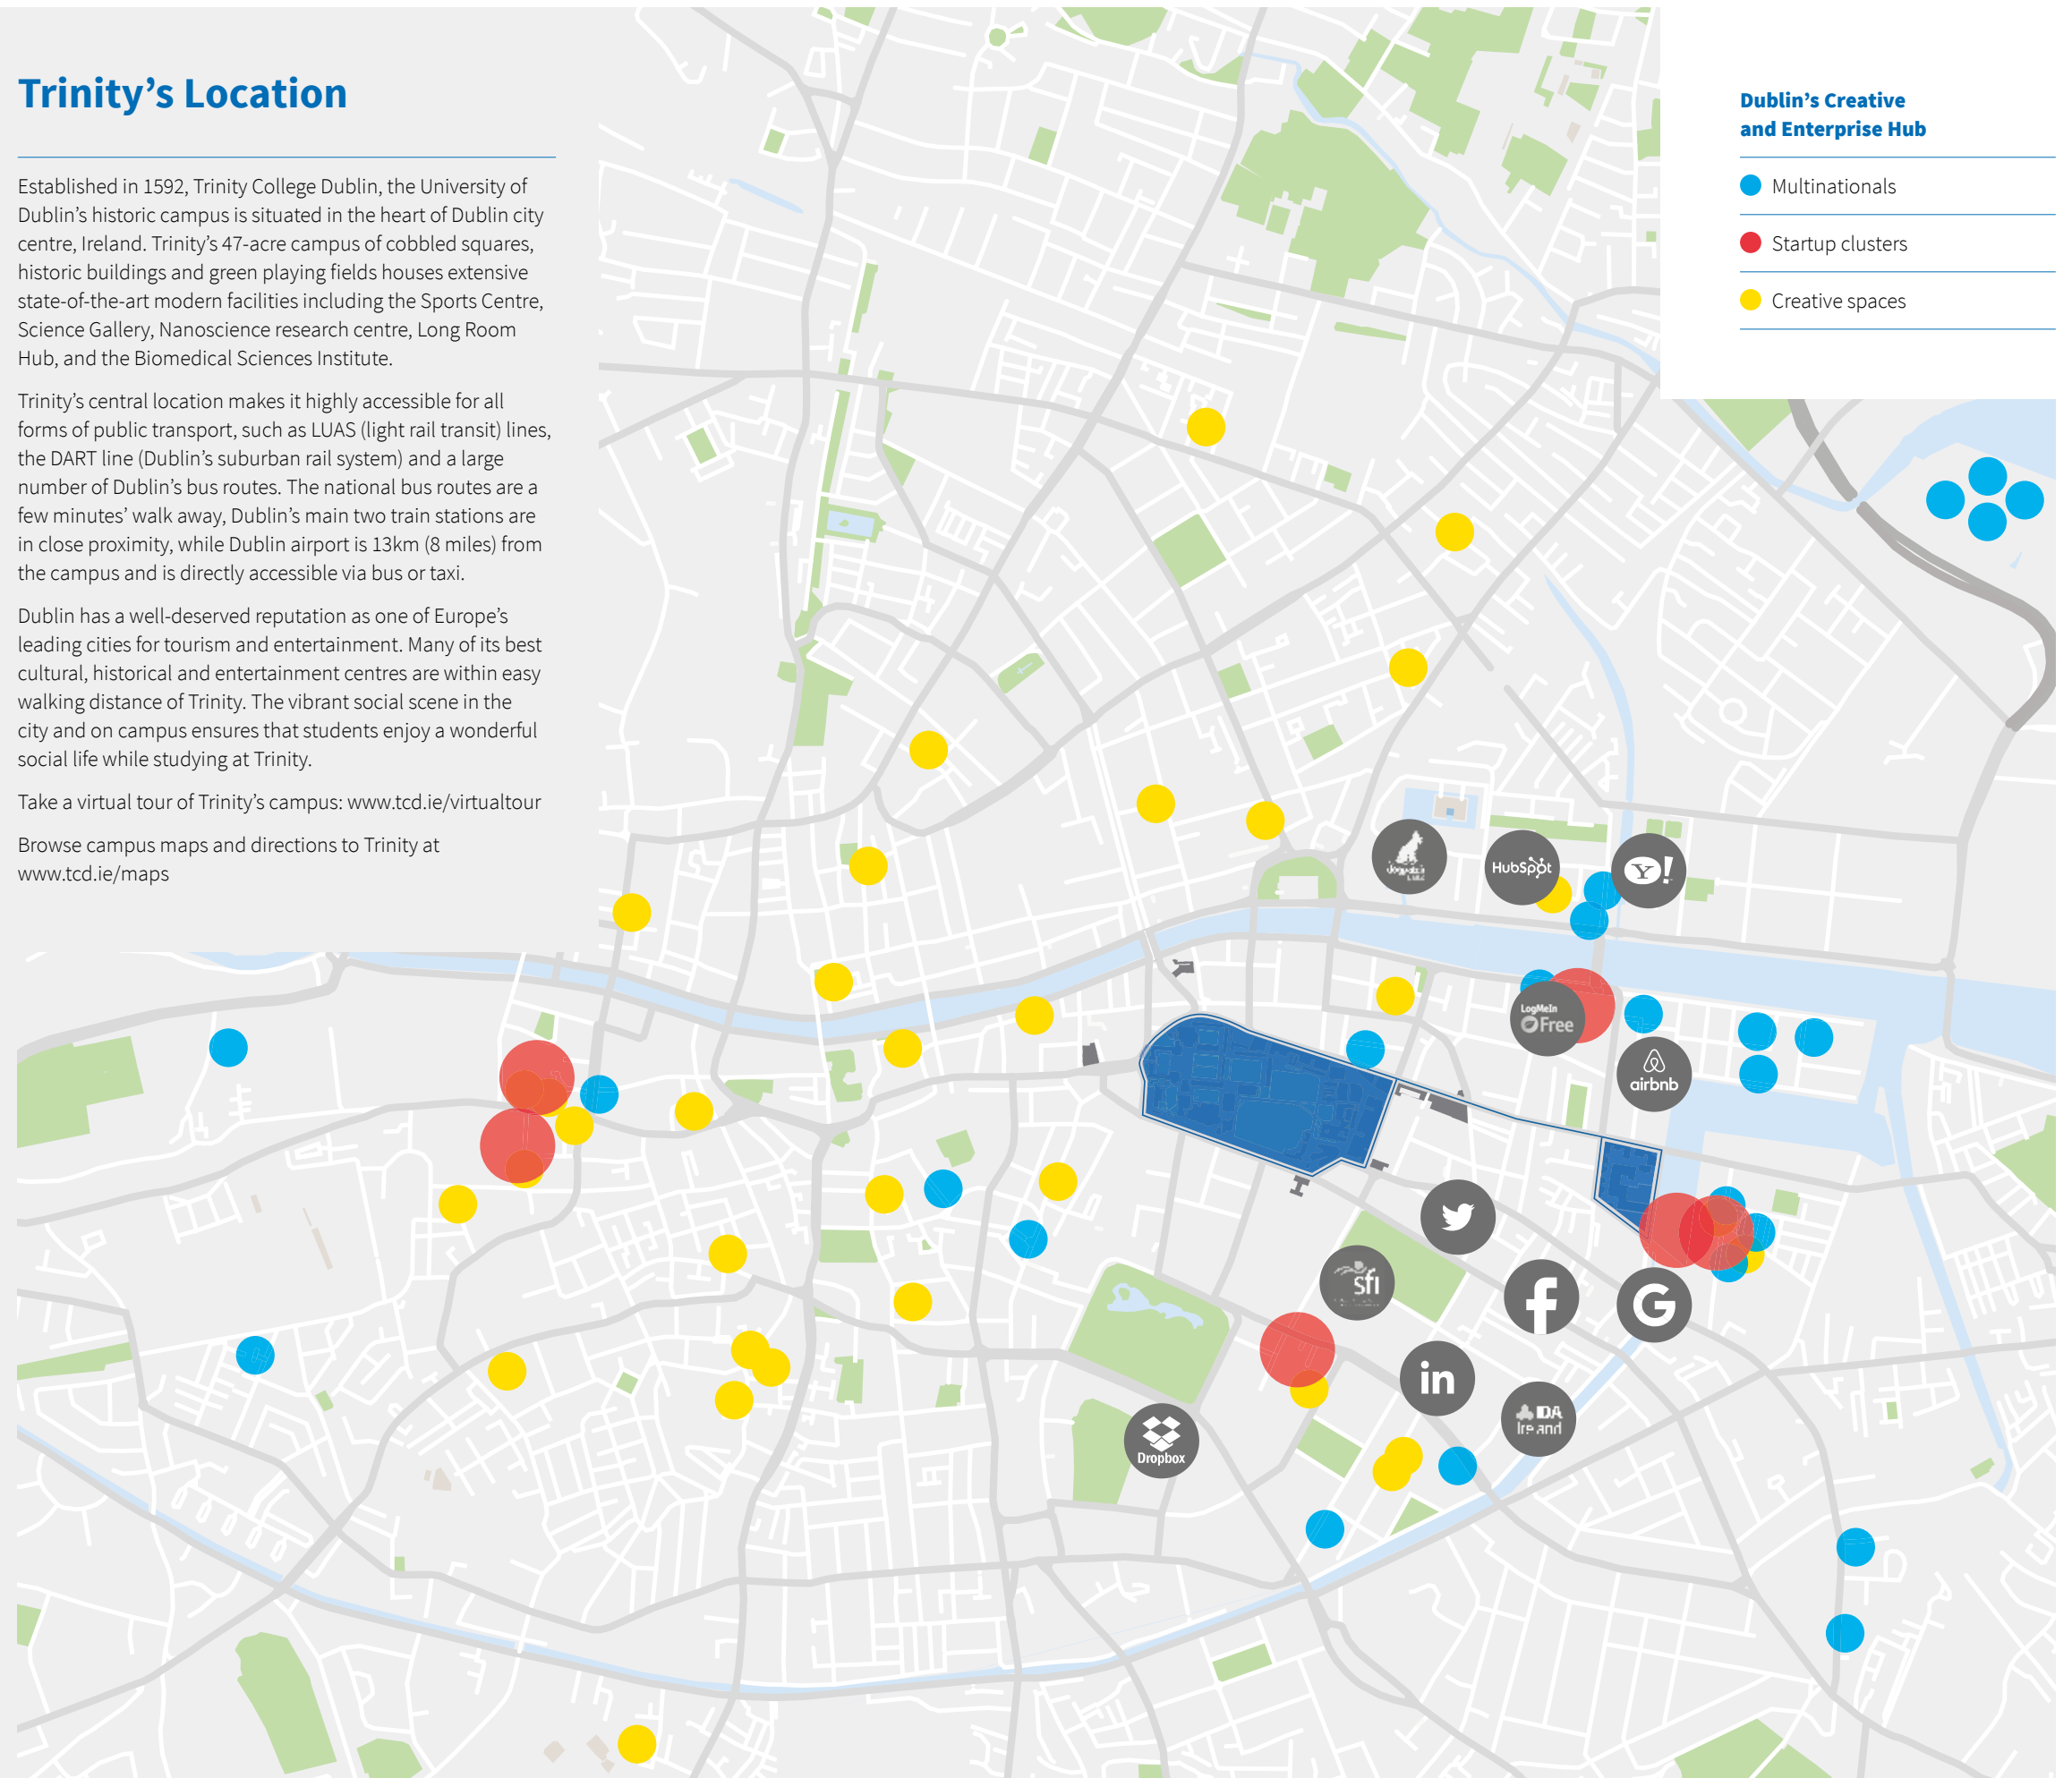 Trinity’s Location
Established in 1592, Trinity College Dublin, the University of
Dublin’s historic campus is situated in the heart of Dublin city
centre, Ireland. Trinity’s 47-acre campus of cobbled squares,
historic buildings and green playing fields houses extensive
state-of-the-art modern facilities including the Sports Centre,
Science Gallery, Nanoscience research centre, Long Room
Hub, and the Biomedical Sciences Institute.
Trinity’s central location makes it highly accessible for all
forms of public transport, such as LUAS (light rail transit) lines,
the DART line (Dublin’s suburban rail system) and a large
number of Dublin’s bus routes. The national bus routes are a
few minutes’ walk away, Dublin’s main two train stations are
in close proximity, while Dublin airport is 13km (8 miles) from
the campus and is directly accessible via bus or taxi.
Dublin has a well-deserved reputation as one of Europe’s
leading cities for tourism and entertainment. Many of its best
cultural, historical and entertainment centres are within easy
walking distance of Trinity. The vibrant social scene in the
city and on campus ensures that students enjoy a wonderful
social life while studying at Trinity.
Take a virtual tour of Trinity’s campus: www.tcd.ie/virtualtour
Browse campus maps and directions to Trinity at
www.tcd.ie/maps
Dublin’s Creative
and Enterprise Hub
Multinationals
Startup clusters
Creative spaces
HubSpot
Y!
LogMeIn
Free
airbnb
sfi
f
G
in
IDA
Ireland
Dropbox